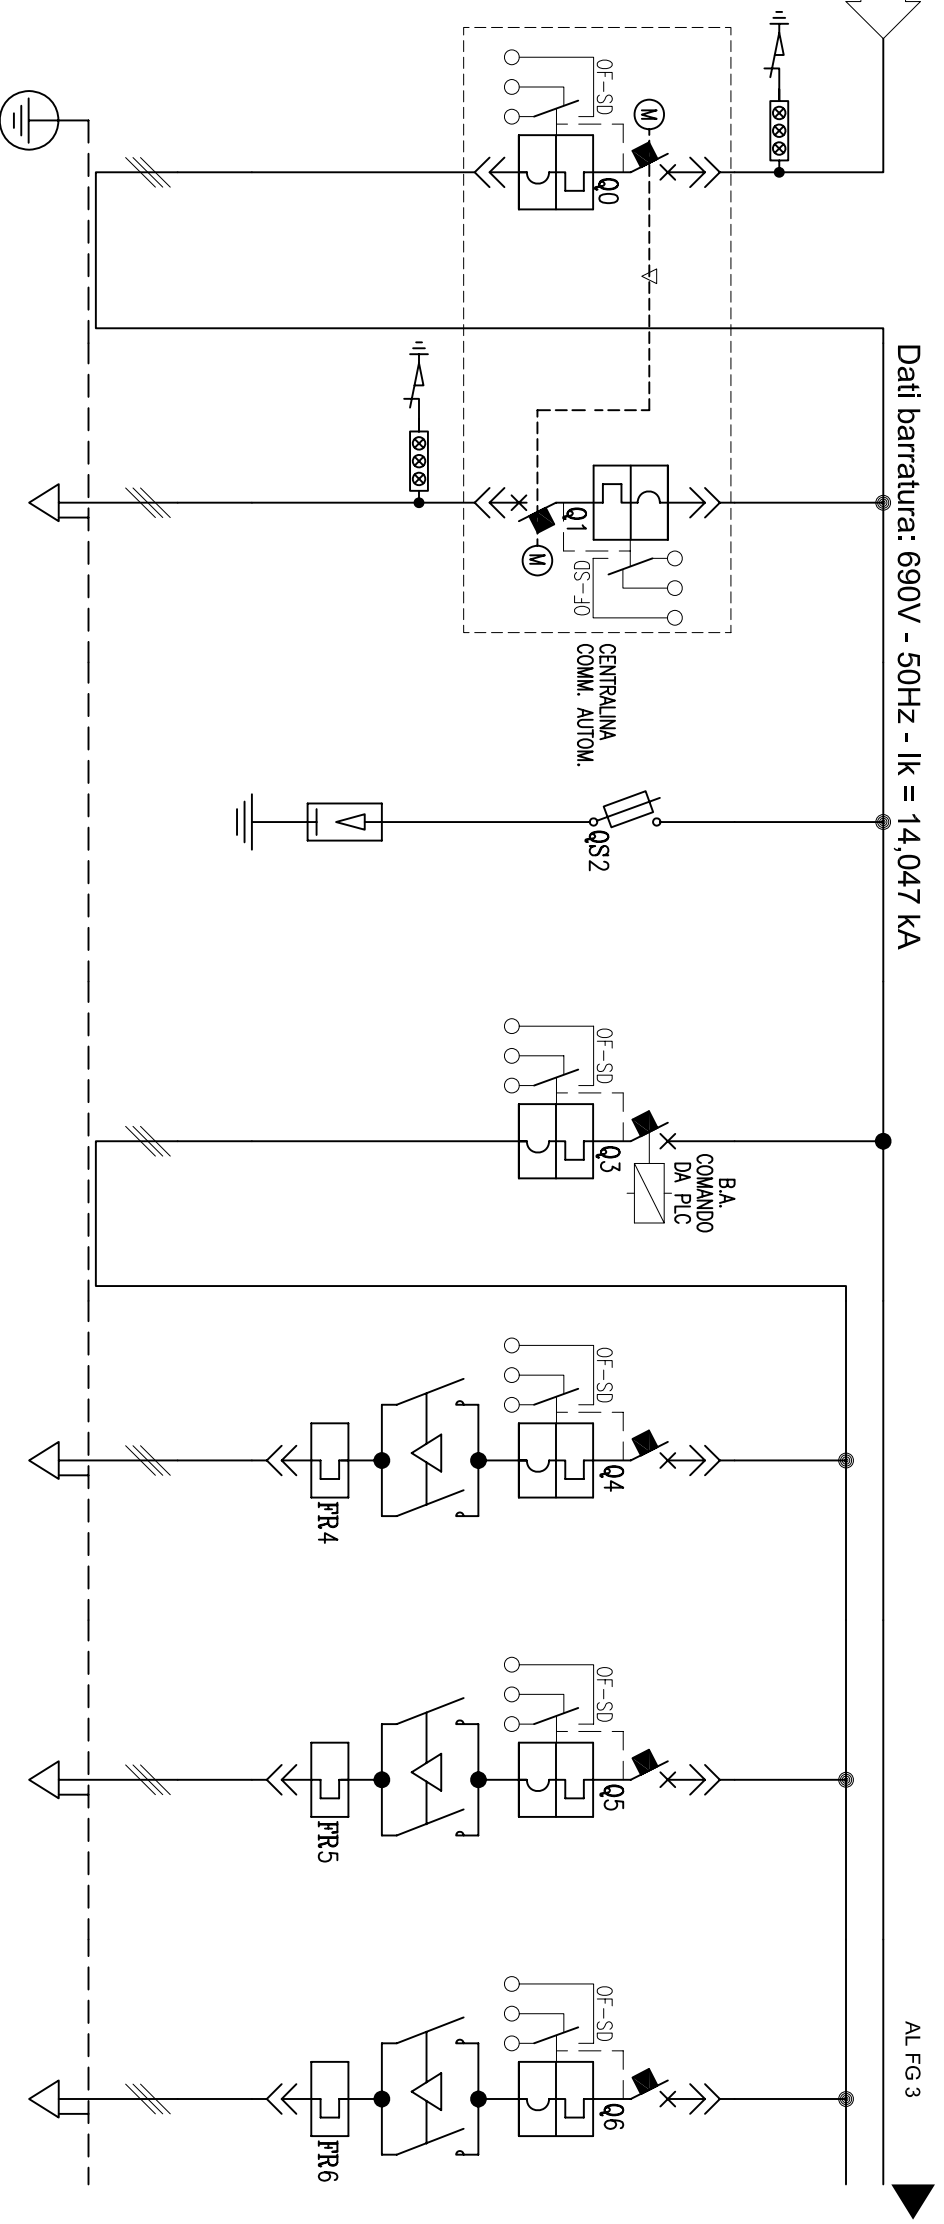 Dati barratura: 690V - 50Hz - Ik = 14,047 kA
AL FG 3
OF-SD
M
Q0
Q1
M
OF-SD
CENTRALINA
COMM. AUTOM.
QS2
OF-SD
Q3
B.A.
COMANDO
DA PLC
OF-SD
Q4
FR4
OF-SD
Q5
FR5
OF-SD
Q6
FR6